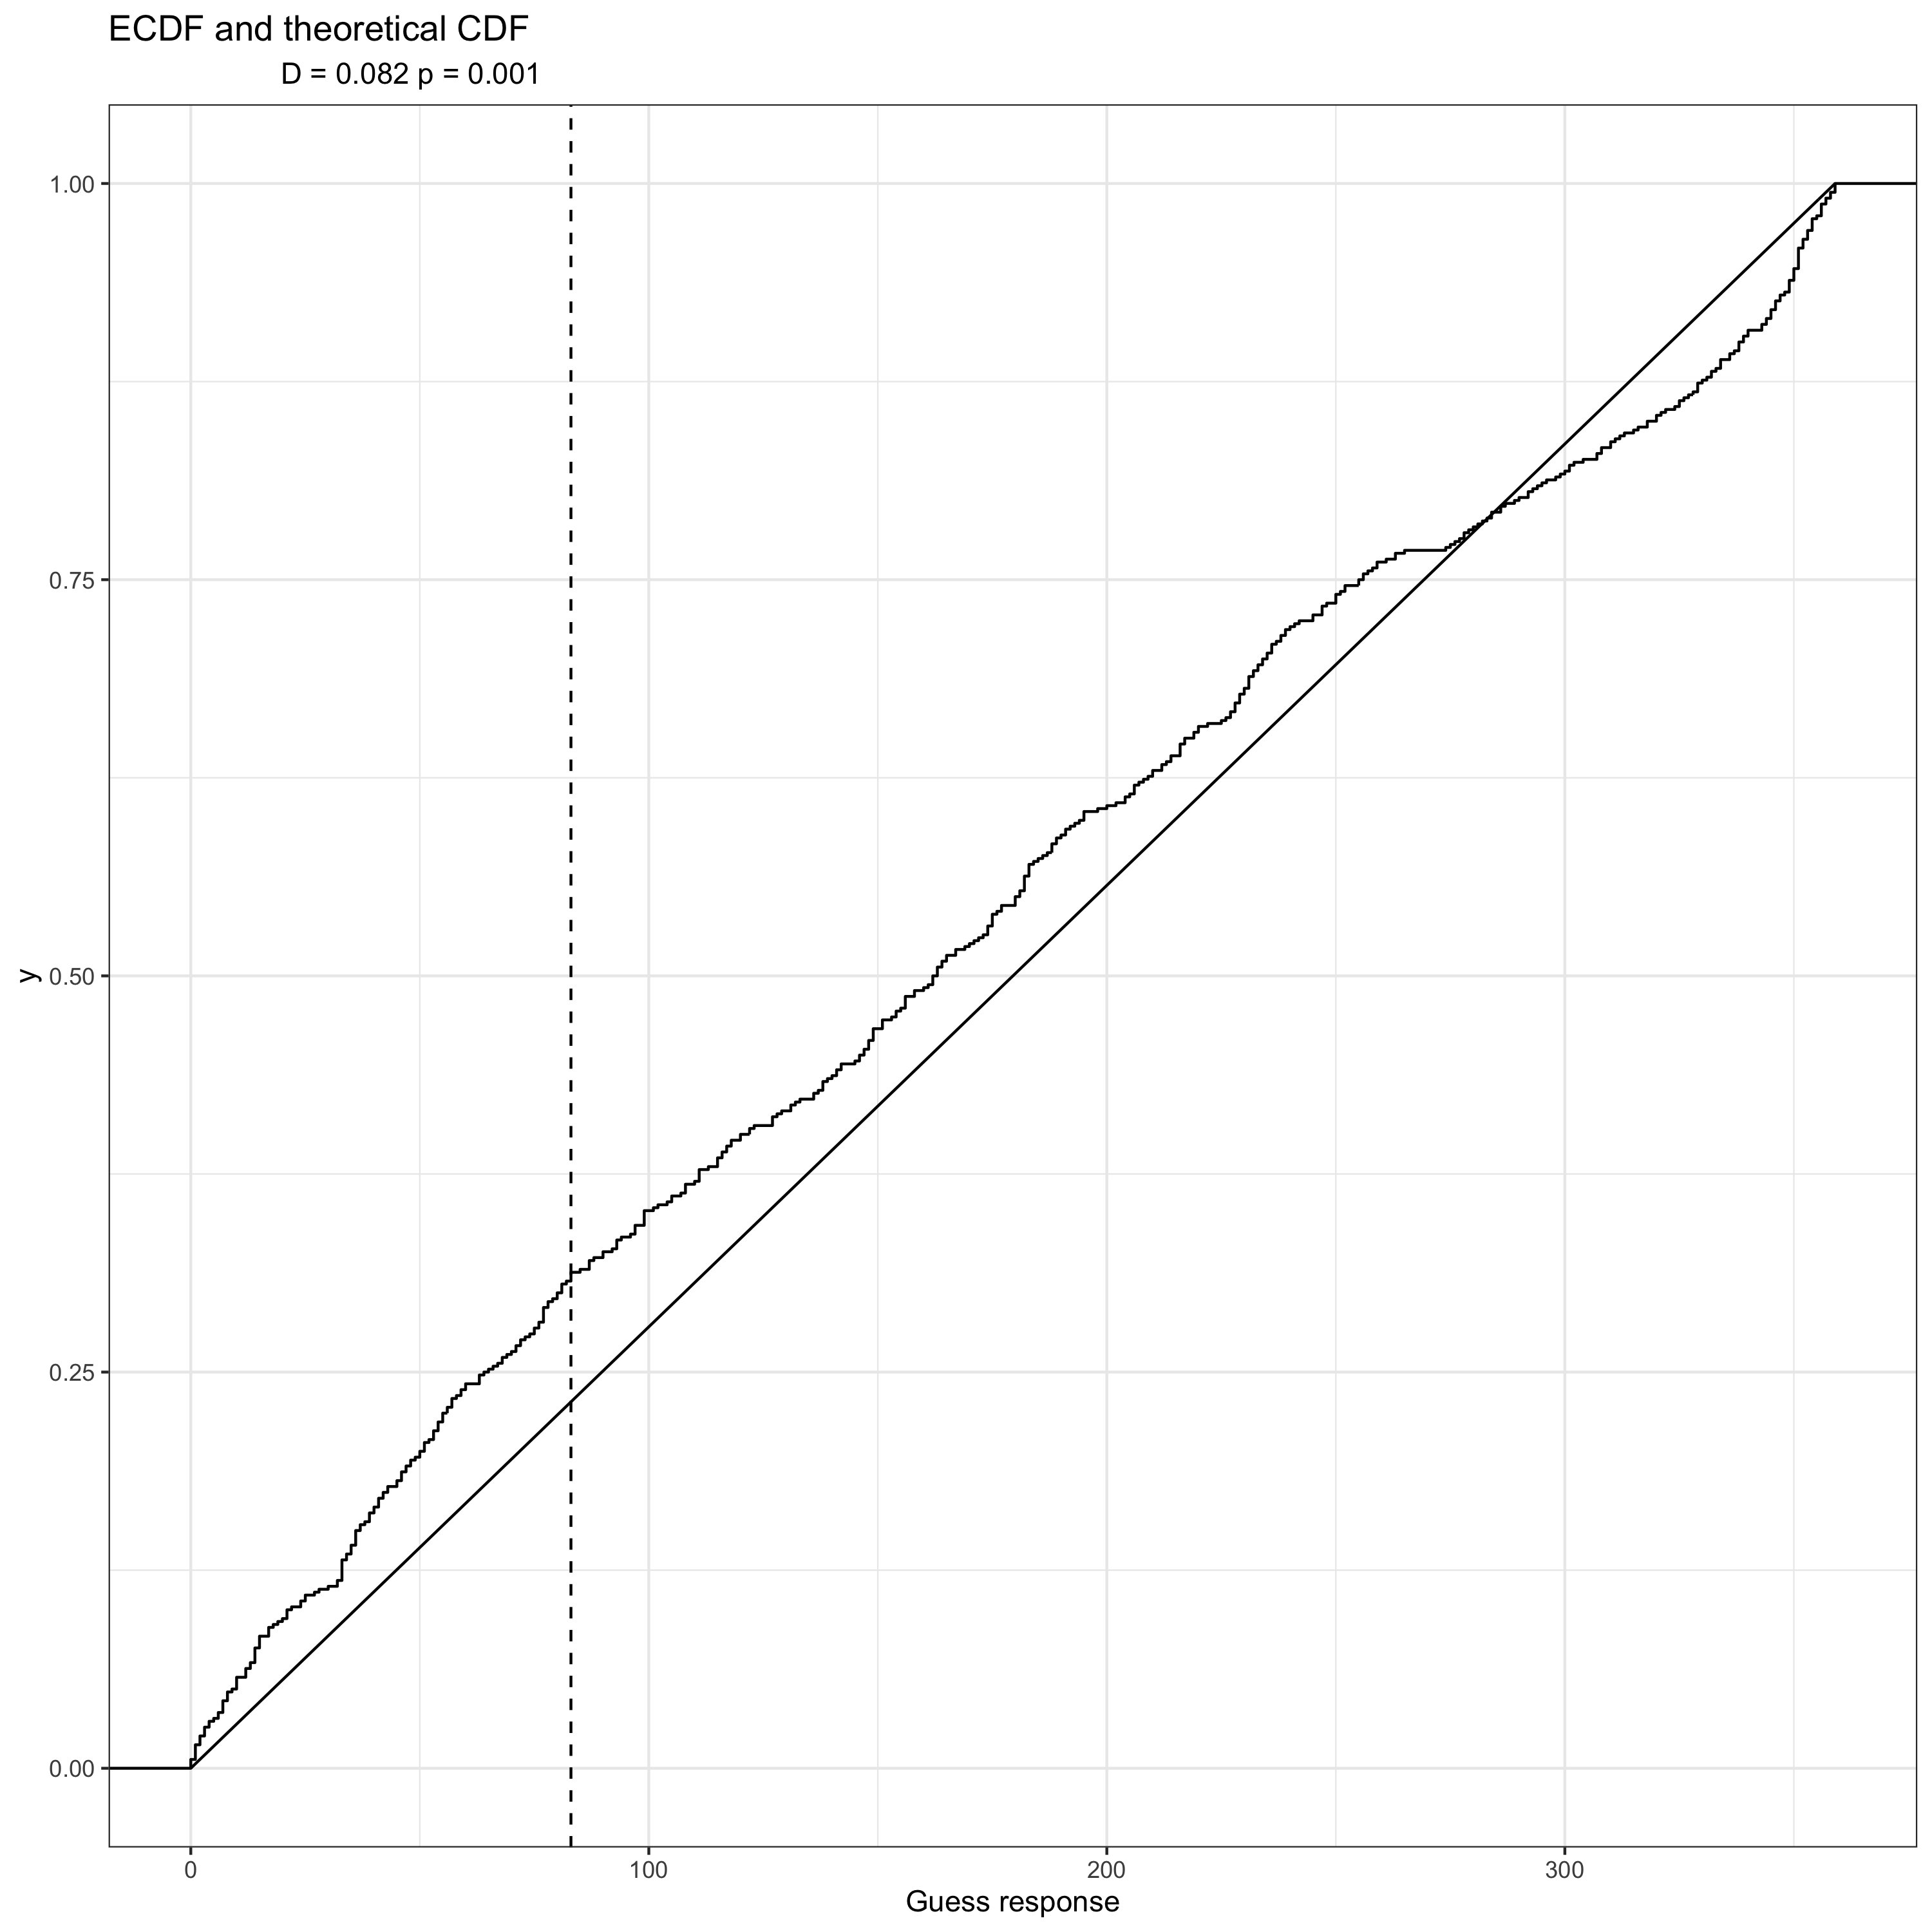 ECDF and theoretical CDF
D = 0.082 p = 0.001
1.00
0.75
y
0.50
0.25
0.00
0 100 200 300
Guess response